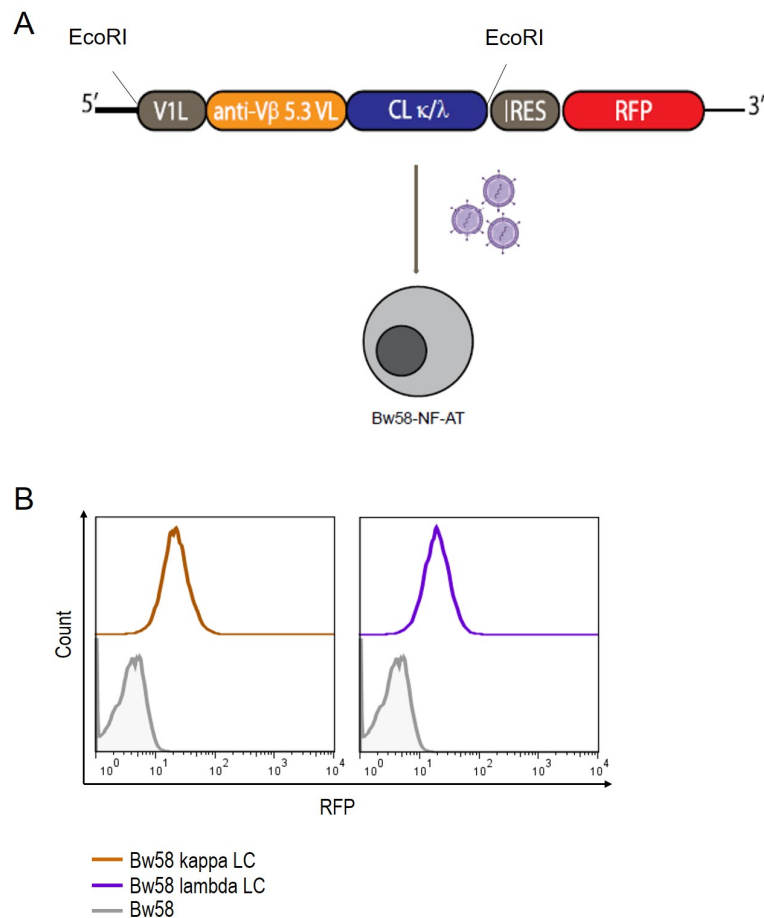 A
EcoRI
EcoRI
5′
V1L
anti-Vβ 5.3 VL
CL κ/λ
IRES
RFP
3′
Bw58-NF-AT
B
Count
10⁰ 10¹ 10² 10³ 10⁴
10⁰ 10¹ 10² 10³ 10⁴
RFP
Bw58 kappa LC
Bw58 lambda LC
Bw58